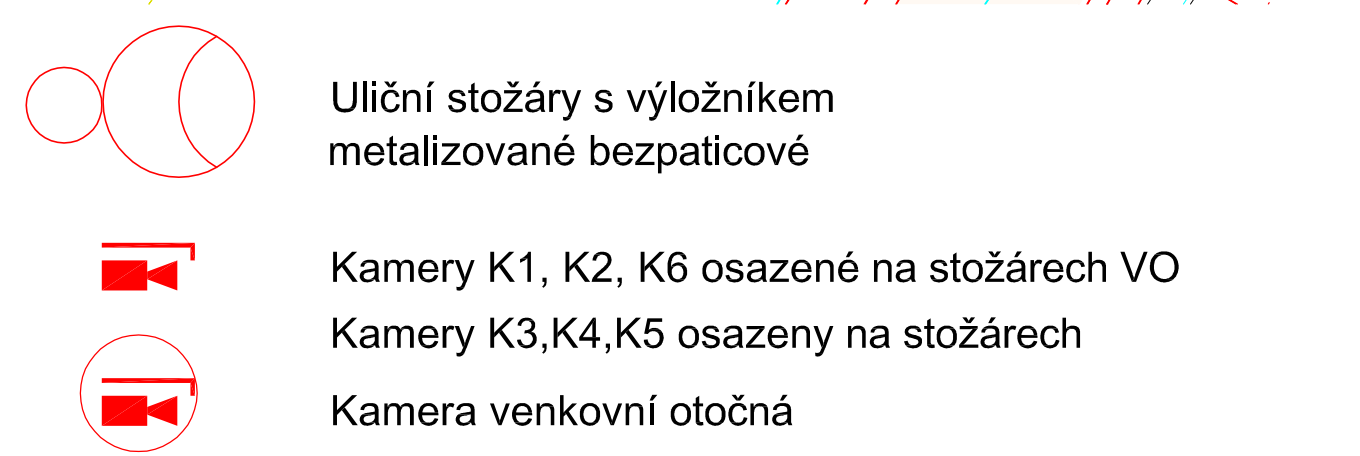 Uliční stožáry s výložníkem
metalizované bezpaticové
Kamery K1, K2, K6 osazené na stožárech VO
Kamery K3,K4,K5 osazeny na stožárech
Kamera venkovní otočná